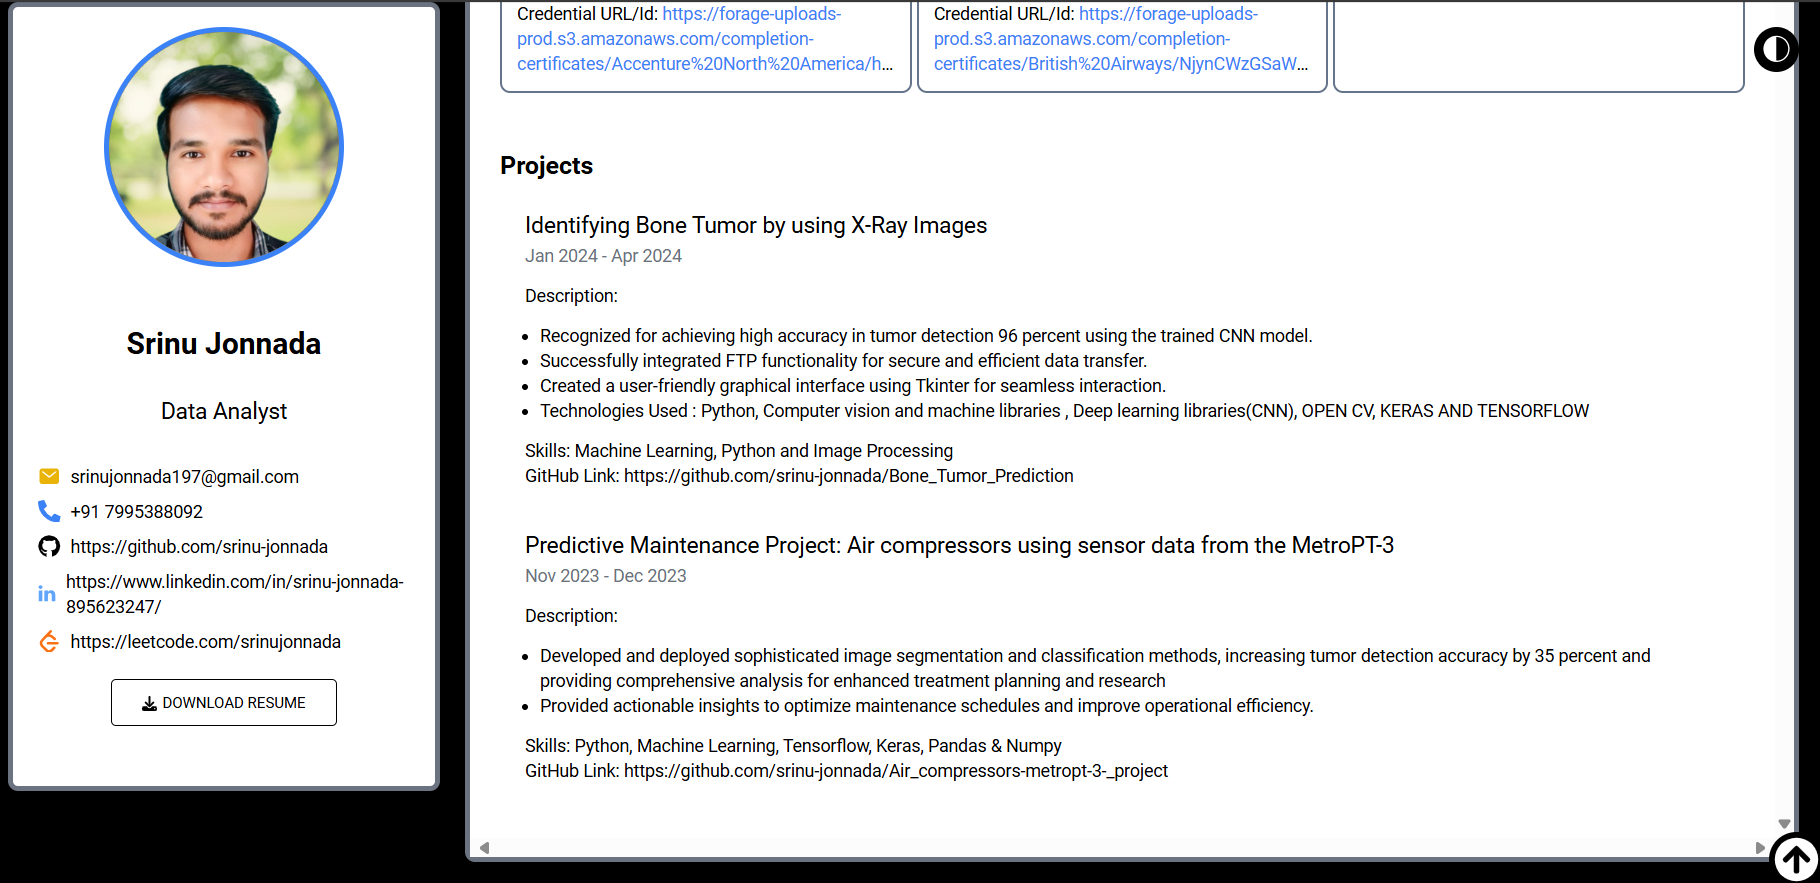 Srinu Jonnada
Data Analyst
srinujonnada197@gmail.com
+91 7995388092
https://github.com/srinu-jonnada
https://www.linkedin.com/in/srinu-jonnada-
895623247/
https://leetcode.com/srinujonnada
DOWNLOAD RESUME
Credential URL/Id: https://forage-uploads-
prod.s3.amazonaws.com/completion-
certificates/Accenture%20North%20America/h...
Credential URL/Id: https://forage-uploads-
prod.s3.amazonaws.com/completion-
certificates/British%20Airways/NjynCWzGSaW...
Projects
Identifying Bone Tumor by using X-Ray Images
Jan 2024 - Apr 2024
Description:
• Recognized for achieving high accuracy in tumor detection 96 percent using the trained CNN model.
• Successfully integrated FTP functionality for secure and efficient data transfer.
• Created a user-friendly graphical interface using Tkinter for seamless interaction.
• Technologies Used : Python, Computer vision and machine libraries , Deep learning libraries(CNN), OPEN CV, KERAS AND TENSORFLOW
Skills: Machine Learning, Python and Image Processing
GitHub Link: https://github.com/srinu-jonnada/Bone_Tumor_Prediction
Predictive Maintenance Project: Air compressors using sensor data from the MetroPT-3
Nov 2023 - Dec 2023
Description:
• Developed and deployed sophisticated image segmentation and classification methods, increasing tumor detection accuracy by 35 percent and
providing comprehensive analysis for enhanced treatment planning and research
• Provided actionable insights to optimize maintenance schedules and improve operational efficiency.
Skills: Python, Machine Learning, Tensorflow, Keras, Pandas & Numpy
GitHub Link: https://github.com/srinu-jonnada/Air_compressors-metropt-3-_project